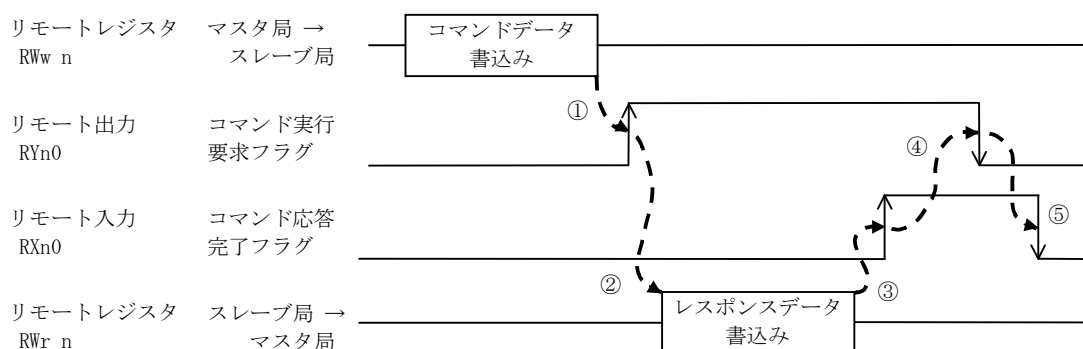 リモートレジスタ マスタ局 →
RWw n スレーブ局
コマンドデータ
書込み
①
リモート出力 コマンド実行
RYn0 要求フラグ
④
リモート入力 コマンド応答
RXn0 完了フラグ
⑤
②
③
リモートレジスタ スレーブ局 →
RWr n マスタ局
レスポンスデータ
書込み